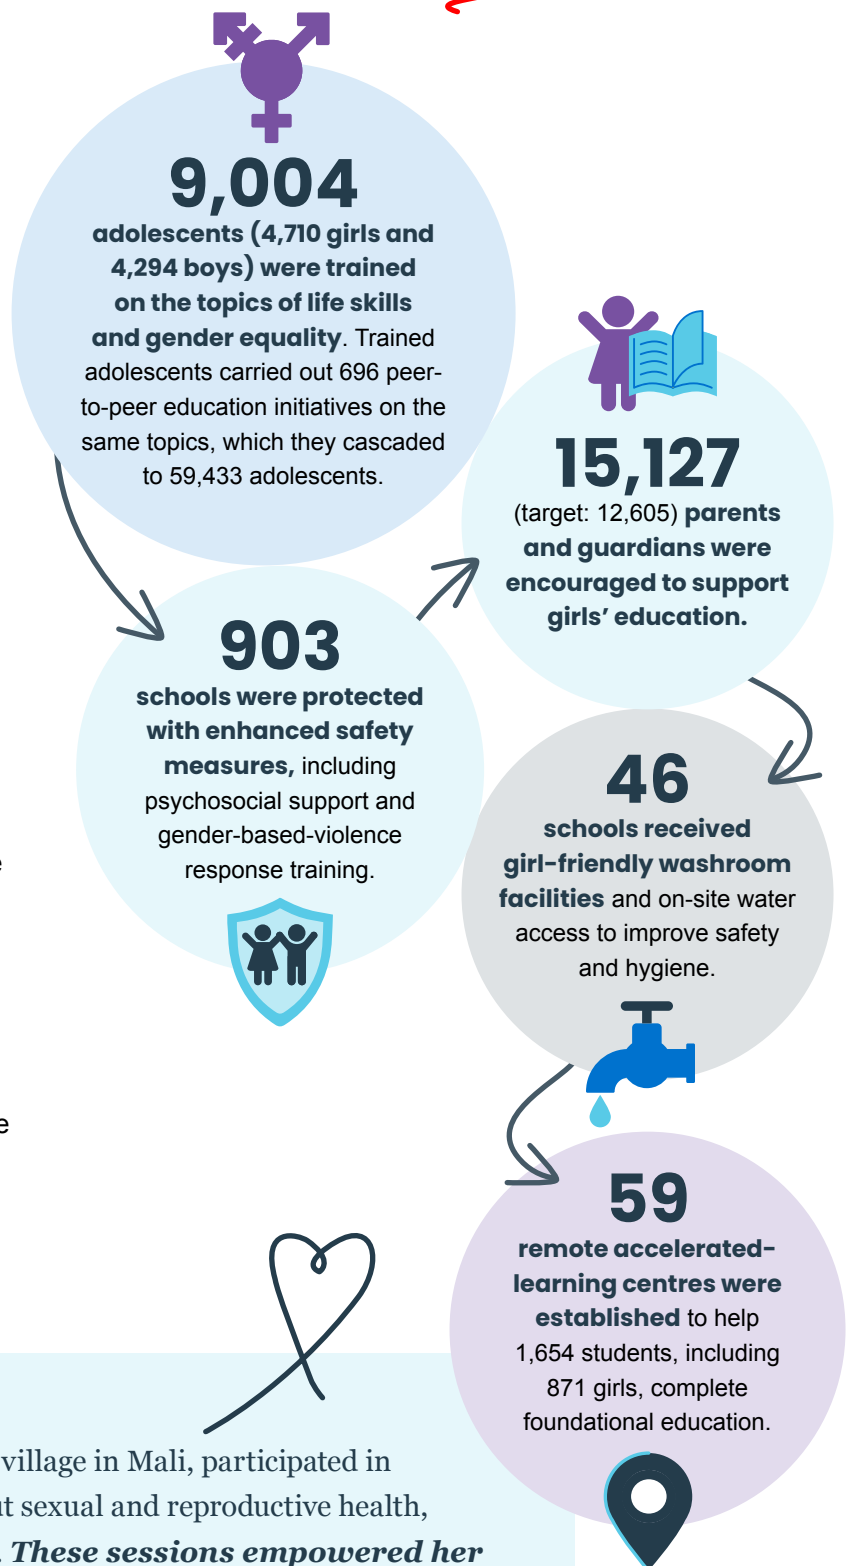 9,004
adolescents (4,710 girls and
4,294 boys) were trained
on the topics of life skills
and gender equality. Trained
adolescents carried out 696 peer-
to-peer education initiatives on the
same topics, which they cascaded
to 59,433 adolescents.
903
schools were protected
with enhanced safety
measures, including
psychosocial support and
gender-based-violence
response training.
15,127
(target: 12,605) parents
and guardians were
encouraged to support
girls’ education.
46
schools received
girl-friendly washroom
facilities and on-site water
access to improve safety
and hygiene.
59
remote accelerated-
learning centres were
established to help
1,654 students, including
871 girls, complete
foundational education.
village in Mali, participated in
sexual and reproductive health,
These sessions empowered her